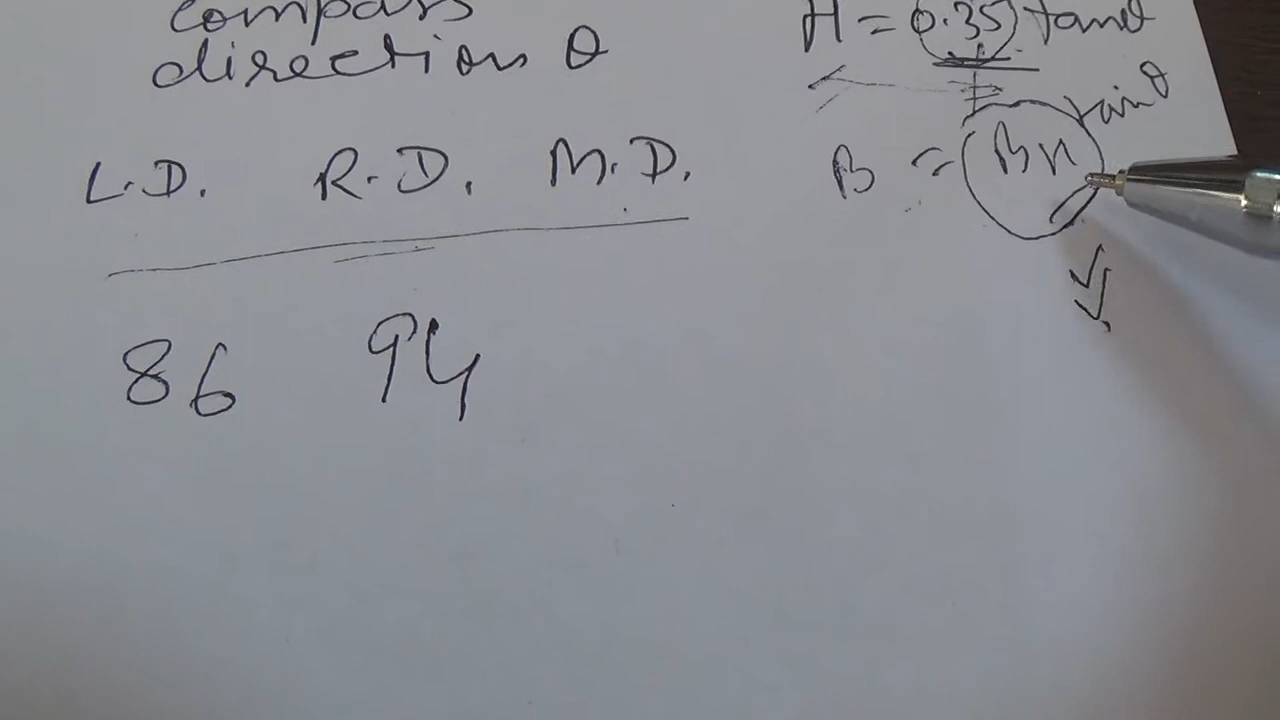 compass
direction θ
H = 0.35 tanθ
B = BH tanθ
L.D. R.D. M.D.
86 94